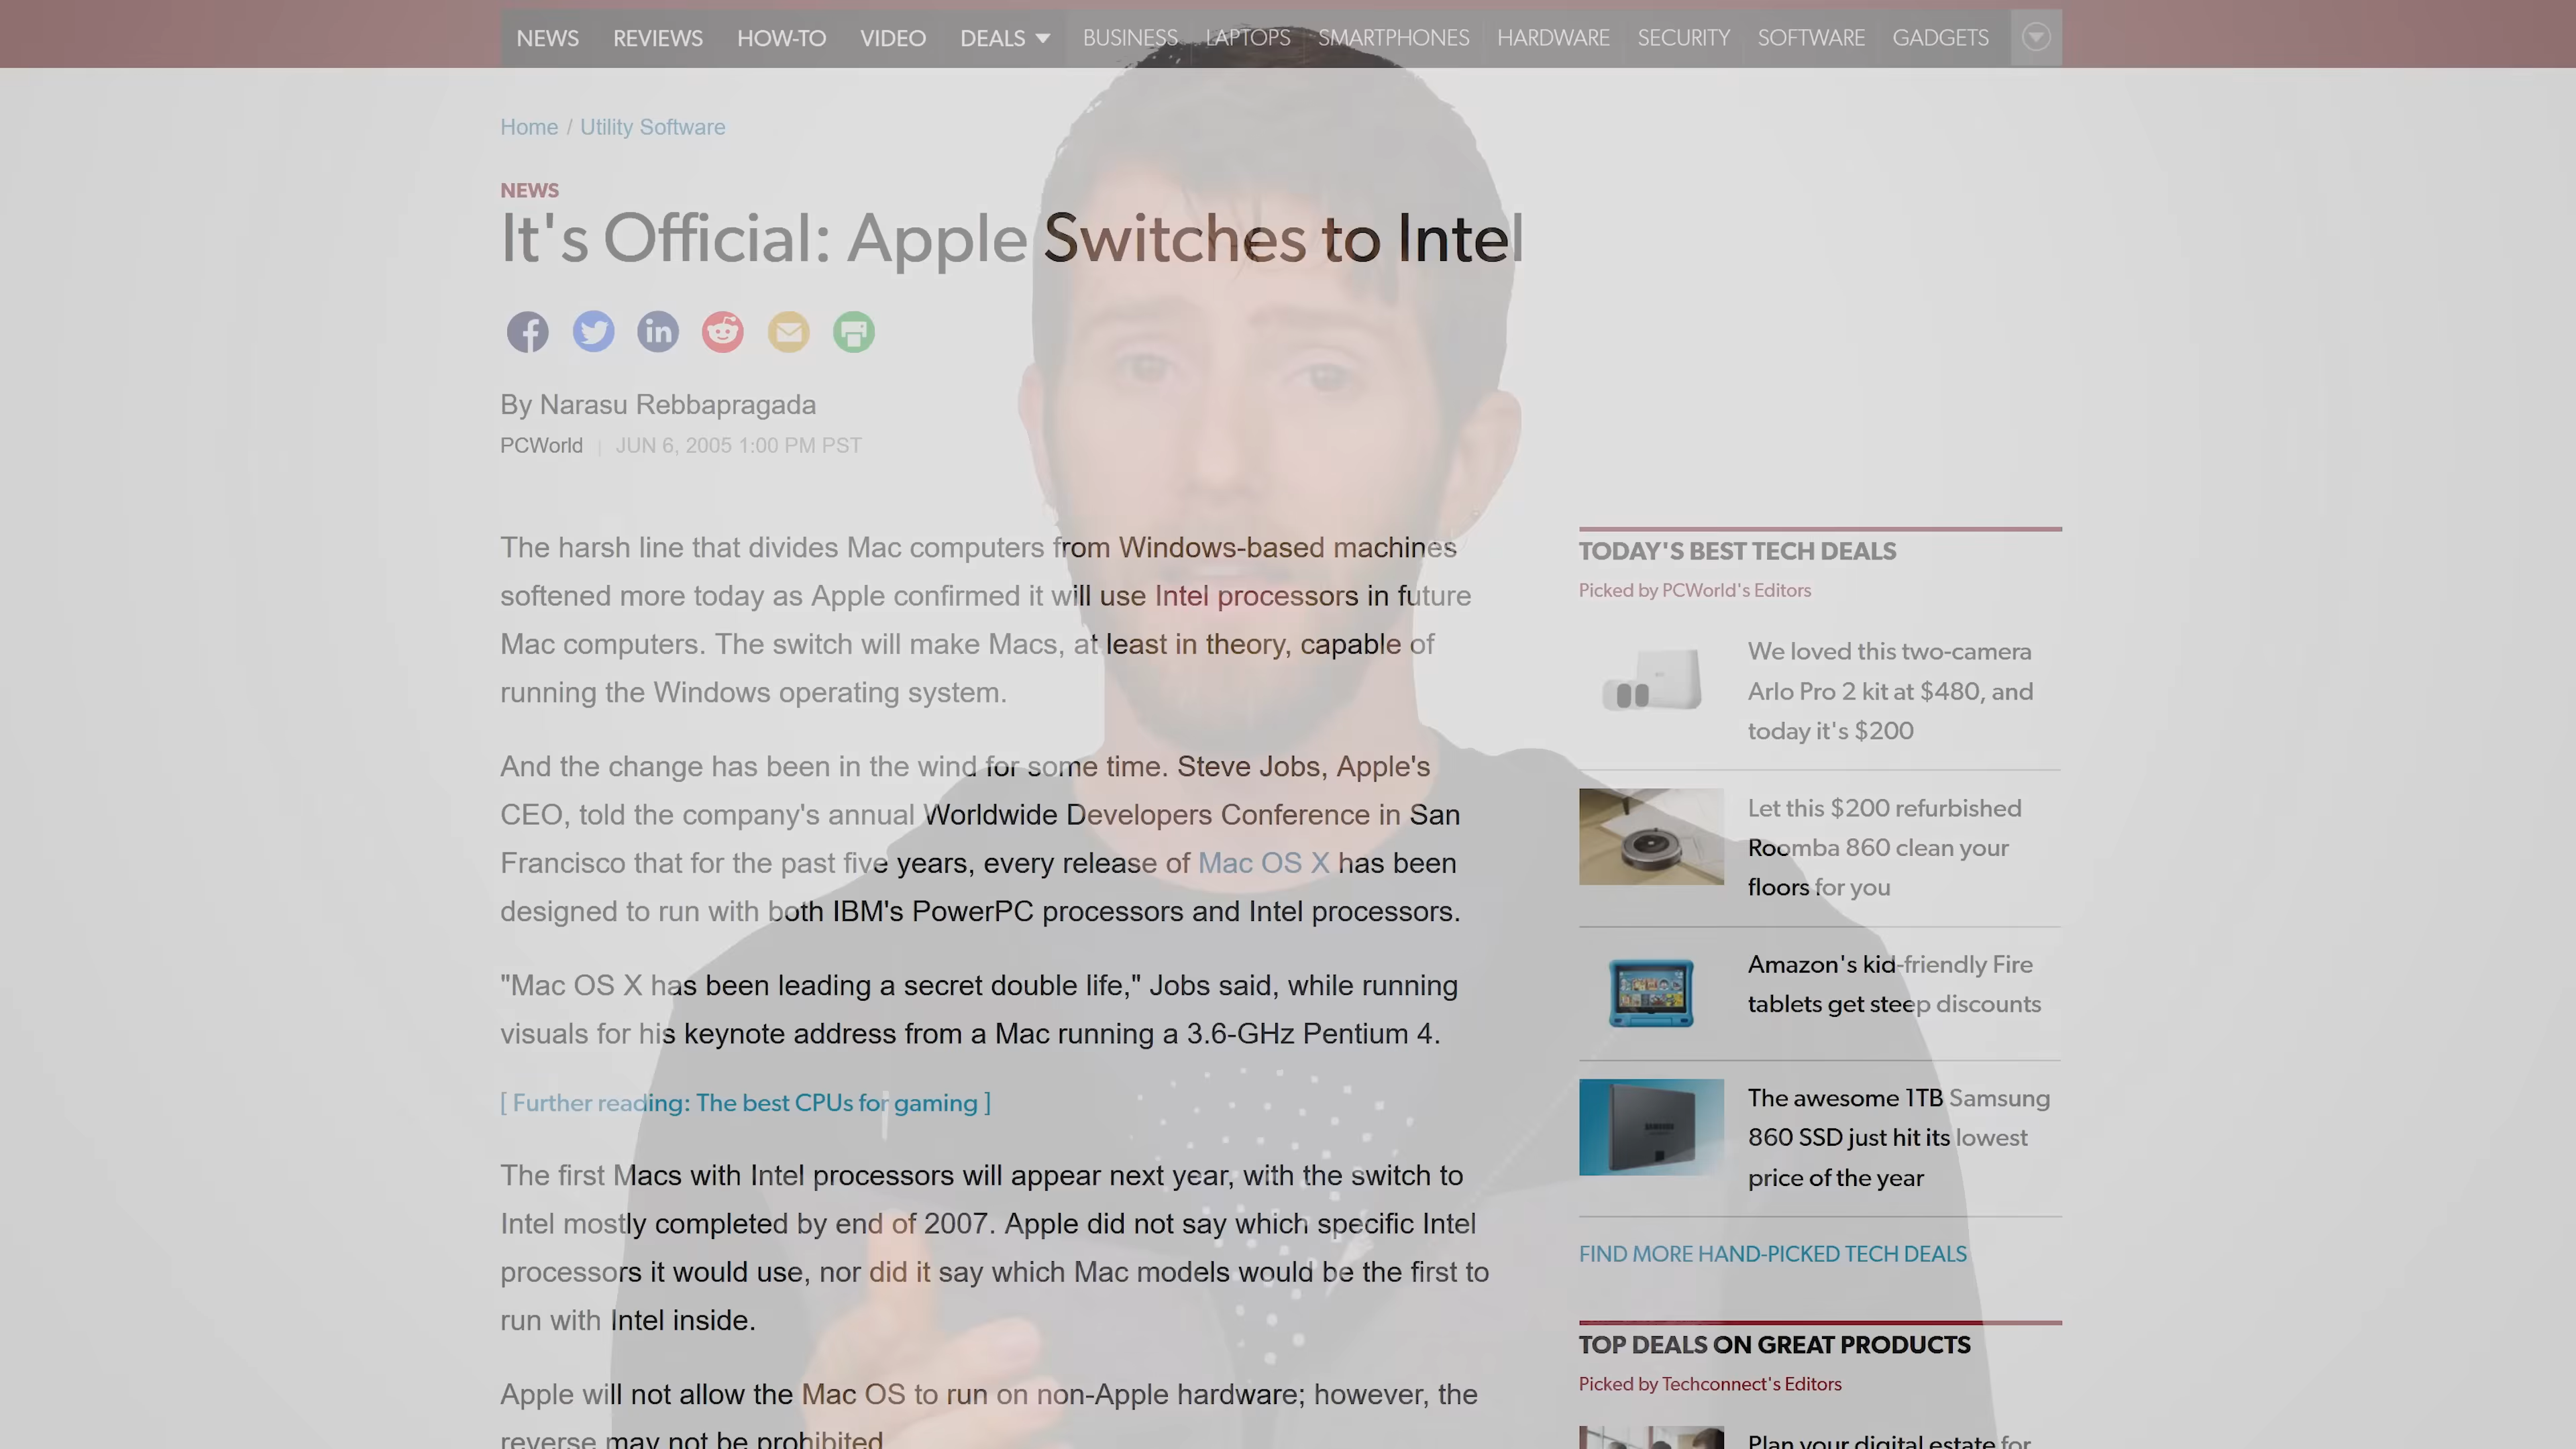 NEWS REVIEWS HOW-TO VIDEO DEALS BUSINESS LAPTOPS SMARTPHONES HARDWARE SECURITY SOFTWARE GADGETS
Home / Utility Software
NEWS
It's Official: Apple Switches to Intel
By Narasu Rebbapragada
PCWorld | JUN 6, 2005 1:00 PM PST
The harsh line that divides Mac computers from Windows-based machines
softened more today as Apple confirmed it will use Intel processors in future
Mac computers. The switch will make Macs, at least in theory, capable of
running the Windows operating system.
And the change has been in the wind for some time. Steve Jobs, Apple's
CEO, told the company's annual Worldwide Developers Conference in San
Francisco that for the past five years, every release of Mac OS X has been
designed to run with both IBM's PowerPC processors and Intel processors.
"Mac OS X has been leading a secret double life," Jobs said, while running
visuals for his keynote address from a Mac running a 3.6-GHz Pentium 4.
[ Further reading: The best CPUs for gaming ]
The first Macs with Intel processors will appear next year, with the switch to
Intel mostly completed by end of 2007. Apple did not say which specific Intel
processors it would use, nor did it say which Mac models would be the first to
run with Intel inside.
Apple will not allow the Mac OS to run on non-Apple hardware; however, the
reverse may not be prohibited
TODAY'S BEST TECH DEALS
Picked by PCWorld's Editors
We loved this two-camera
Arlo Pro 2 kit at $480, and
today it's $200
Let this $200 refurbished
Roomba 860 clean your
floors for you
Amazon's kid-friendly Fire
tablets get steep discounts
SAMSUNG
The awesome 1TB Samsung
860 SSD just hit its lowest
price of the year
FIND MORE HAND-PICKED TECH DEALS
TOP DEALS ON GREAT PRODUCTS
Picked by Techconnect's Editors
Plan your digital estate for